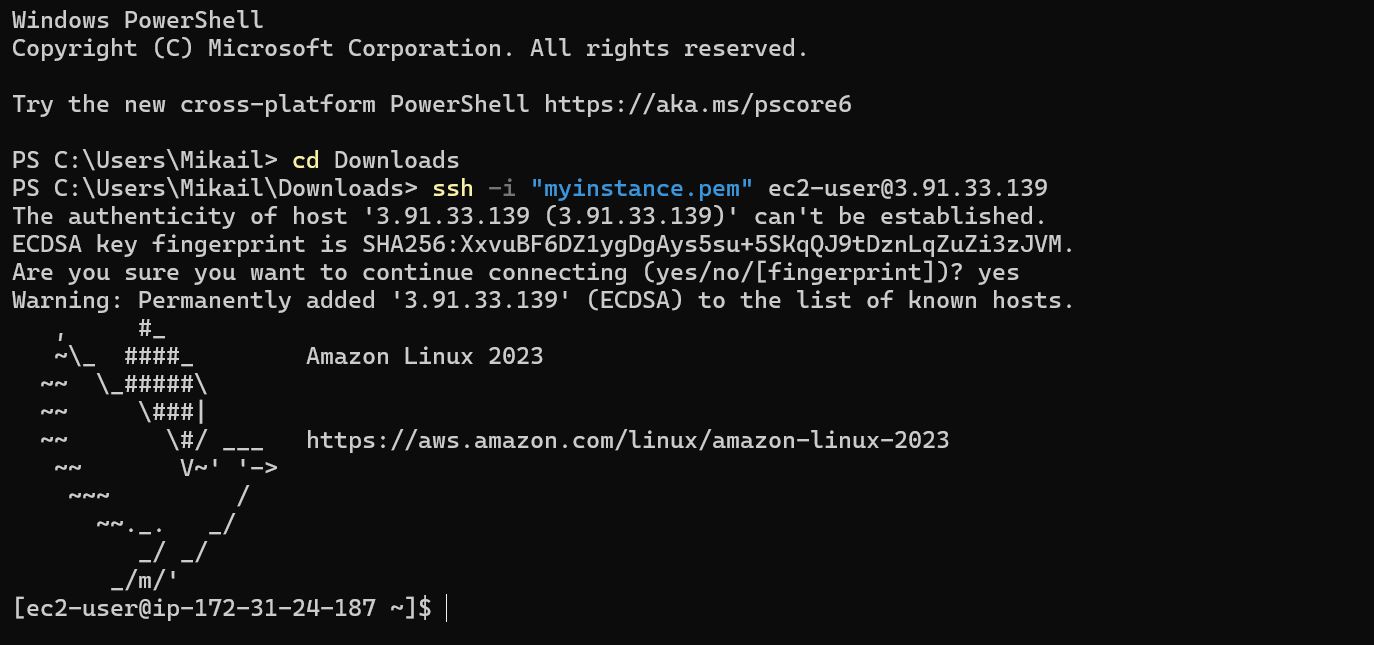 Windows PowerShell
Copyright (C) Microsoft Corporation. All rights reserved.
Try the new cross-platform PowerShell https://aka.ms/pscore6
PS C:\Users\Mikail> cd Downloads
PS C:\Users\Mikail\Downloads> ssh -i "myinstance.pem" ec2-user@3.91.33.139
The authenticity of host '3.91.33.139 (3.91.33.139)' can't be established.
ECDSA key fingerprint is SHA256:XxvuBF6DZ1ygDgAys5su+5SKqQJ9tDznLqZuZi3zJVM.
Are you sure you want to continue connecting (yes/no/[fingerprint])? yes
Warning: Permanently added '3.91.33.139' (ECDSA) to the list of known hosts.
   ,     #_
   ~\_  ####_        Amazon Linux 2023
  ~~  \_#####\
  ~~     \###|
  ~~       \#/ ___   https://aws.amazon.com/linux/amazon-linux-2023
   ~~       V~' '->
    ~~~         /
      ~~._.   _/
         _/ _/
       _/m/'
[ec2-user@ip-172-31-24-187 ~]$